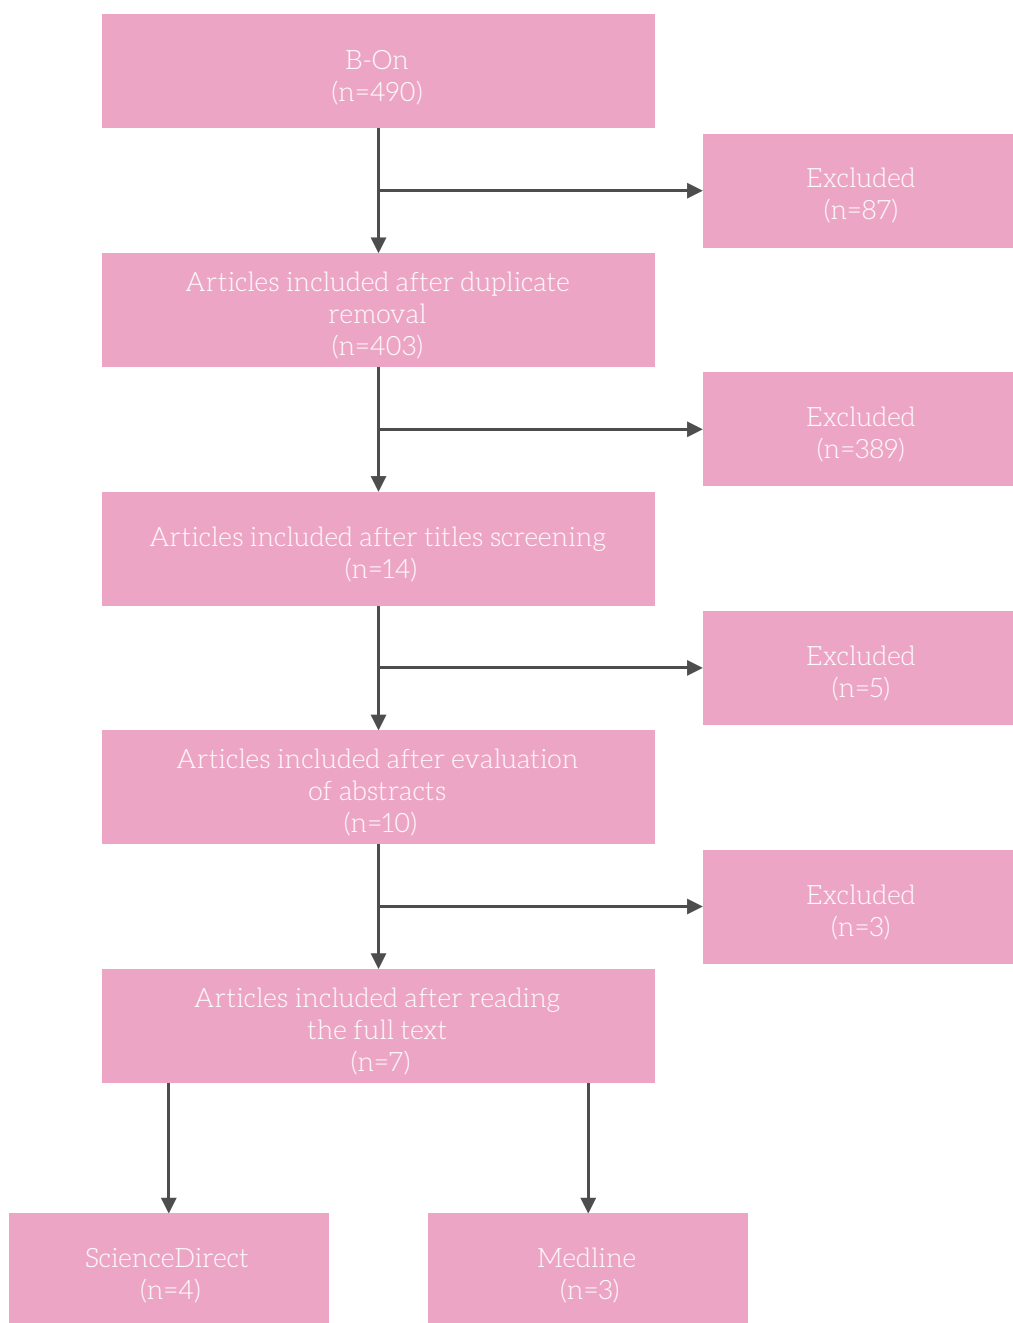 B-On
(n=490)
Excluded
(n=87)
Articles included after duplicate
removal
(n=403)
Excluded
(n=389)
Articles included after titles screening
(n=14)
Excluded
(n=5)
Articles included after evaluation
of abstracts
(n=10)
Excluded
(n=3)
Articles included after reading
the full text
(n=7)
ScienceDirect
(n=4)
Medline
(n=3)